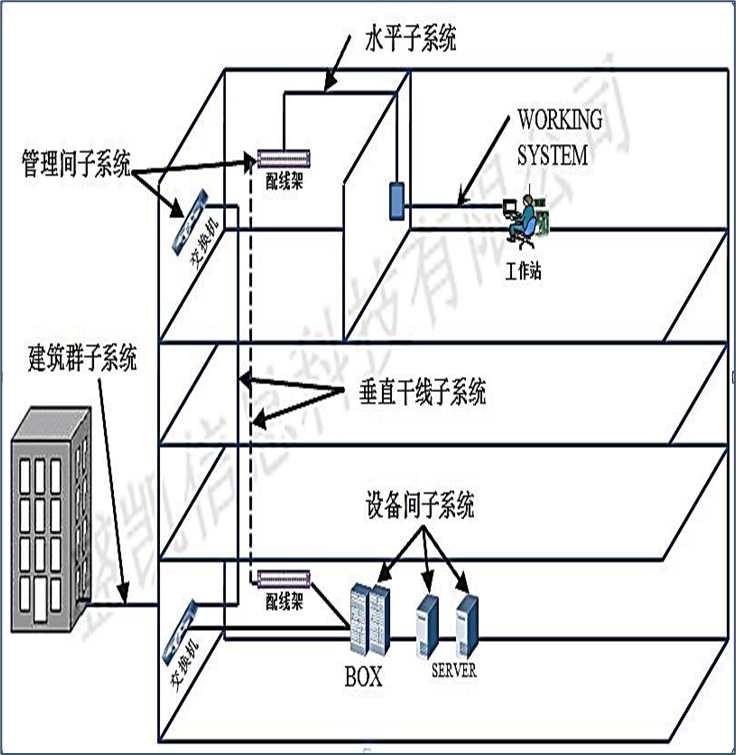 水平子系统
WORKING
SYSTEM
管理间子系统
配线架
交换机
工作站
建筑群子系统
垂直干线子系统
设备间子系统
配线架
交换机
BOX
SERVER
盛凯信息科技有限公司